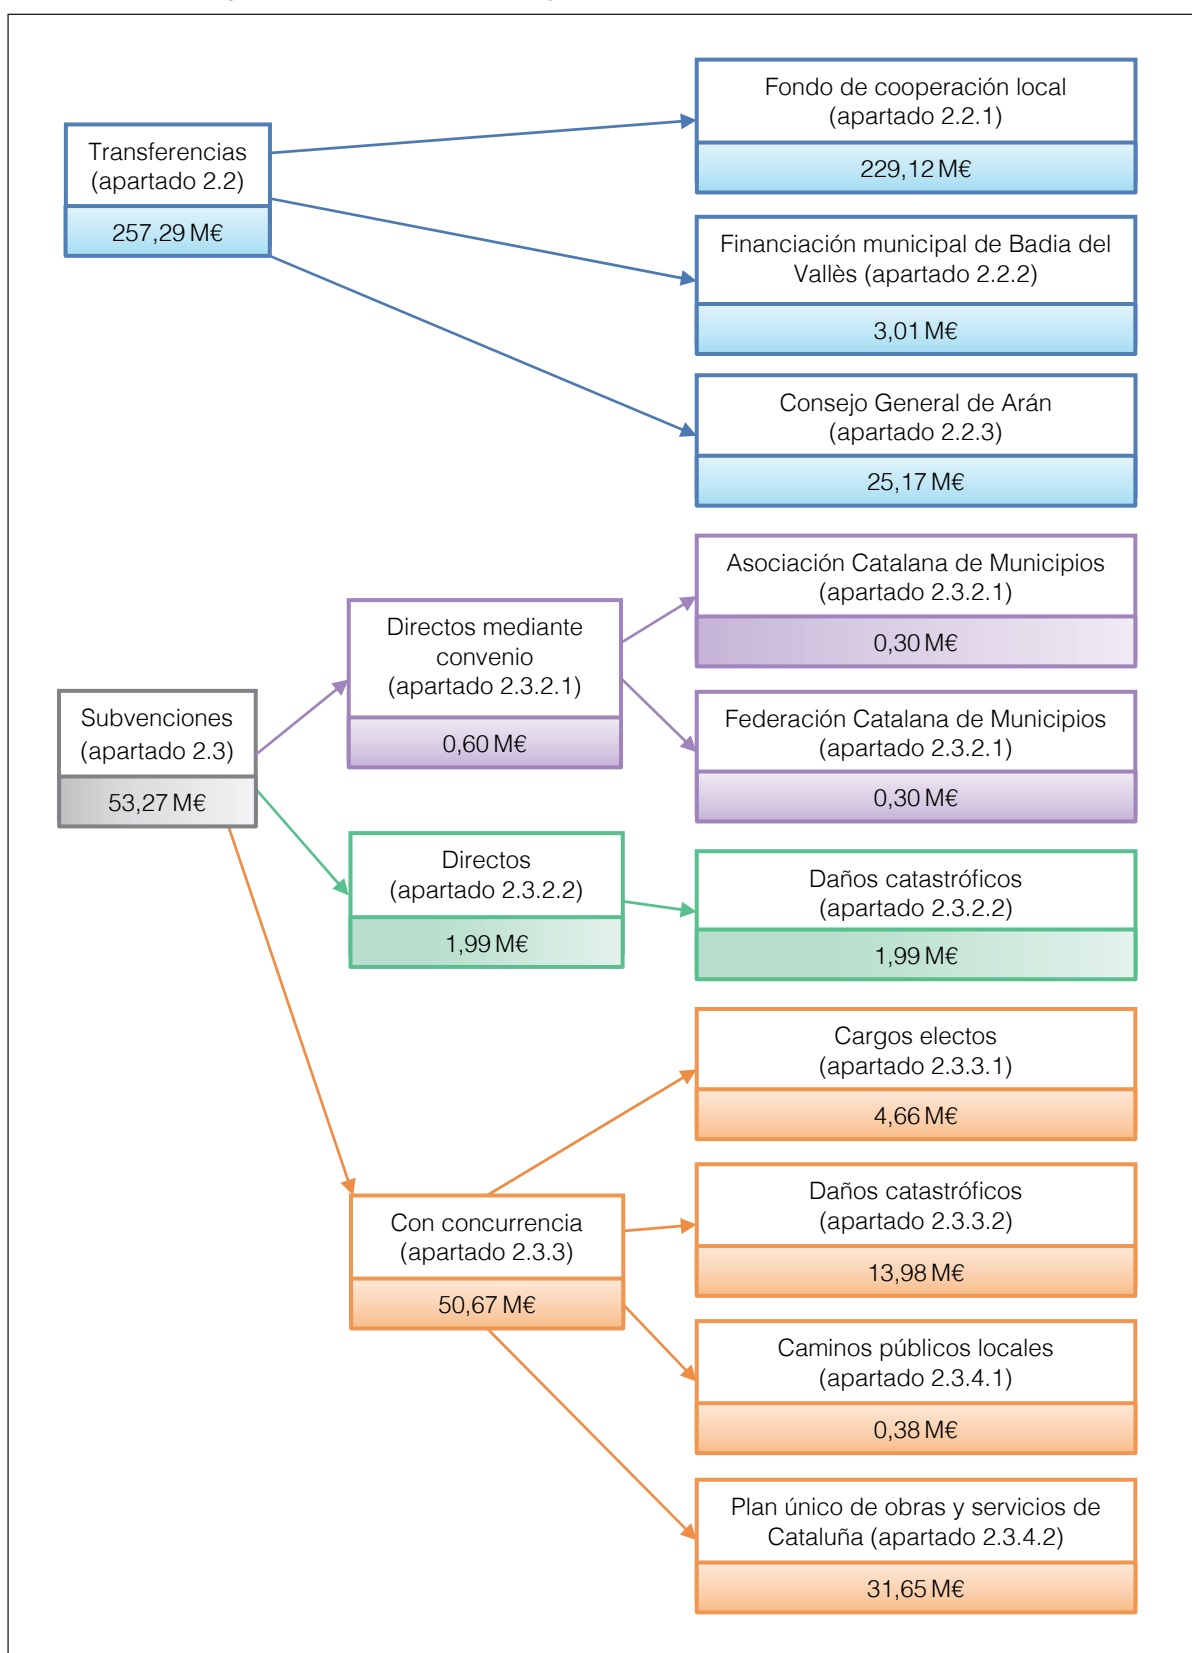 Transferencias
(apartado 2.2)
257,29 M€
Fondo de cooperación local
(apartado 2.2.1)
229,12 M€
Financiación municipal de Badia del
Vallès (apartado 2.2.2)
3,01 M€
Consejo General de Arán
(apartado 2.2.3)
25,17 M€
Subvenciones
(apartado 2.3)
53,27 M€
Directos mediante
convenio
(apartado 2.3.2.1)
0,60 M€
Asociación Catalana de Municipios
(apartado 2.3.2.1)
0,30 M€
Federación Catalana de Municipios
(apartado 2.3.2.1)
0,30 M€
Directos
(apartado 2.3.2.2)
1,99 M€
Daños catastróficos
(apartado 2.3.2.2)
1,99 M€
Con concurrencia
(apartado 2.3.3)
50,67 M€
Cargos electos
(apartado 2.3.3.1)
4,66 M€
Daños catastróficos
(apartado 2.3.3.2)
13,98 M€
Caminos públicos locales
(apartado 2.3.4.1)
0,38 M€
Plan único de obras y servicios de
Cataluña (apartado 2.3.4.2)
31,65 M€